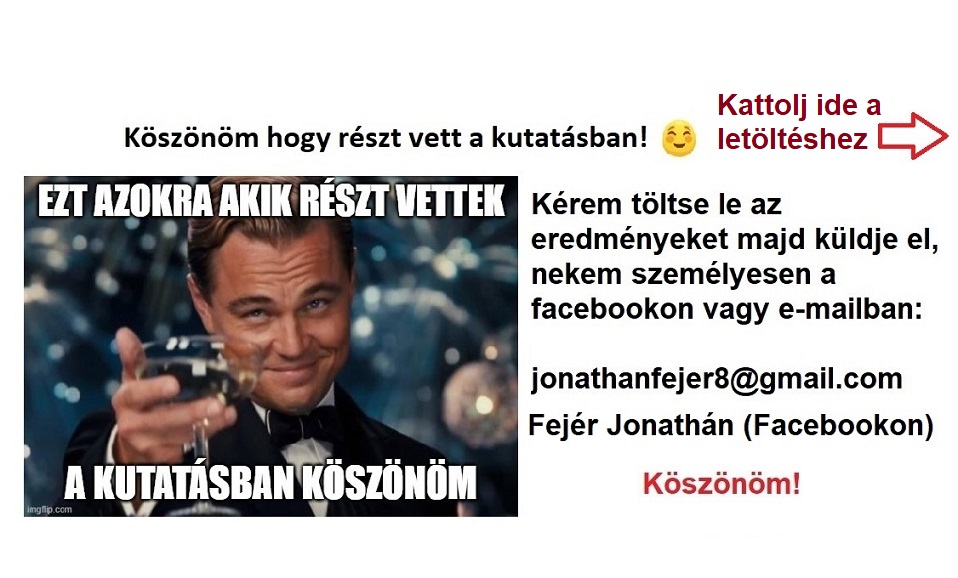 Kattolj ide a
letöltéshez
Köszönöm hogy részt vett a kutatásban!
EZT AZOKRA AKIK RÉSZT VETTEK
A KUTATÁSBAN KÖSZÖNÖM
imgflip.com
Kérem töltse le az
eredményeket majd küldje el,
nekem személyesen a
facebookon vagy e-mailban:
jonathanfejer8@gmail.com
Fejér Jonathán (Facebookon)
Köszönöm!